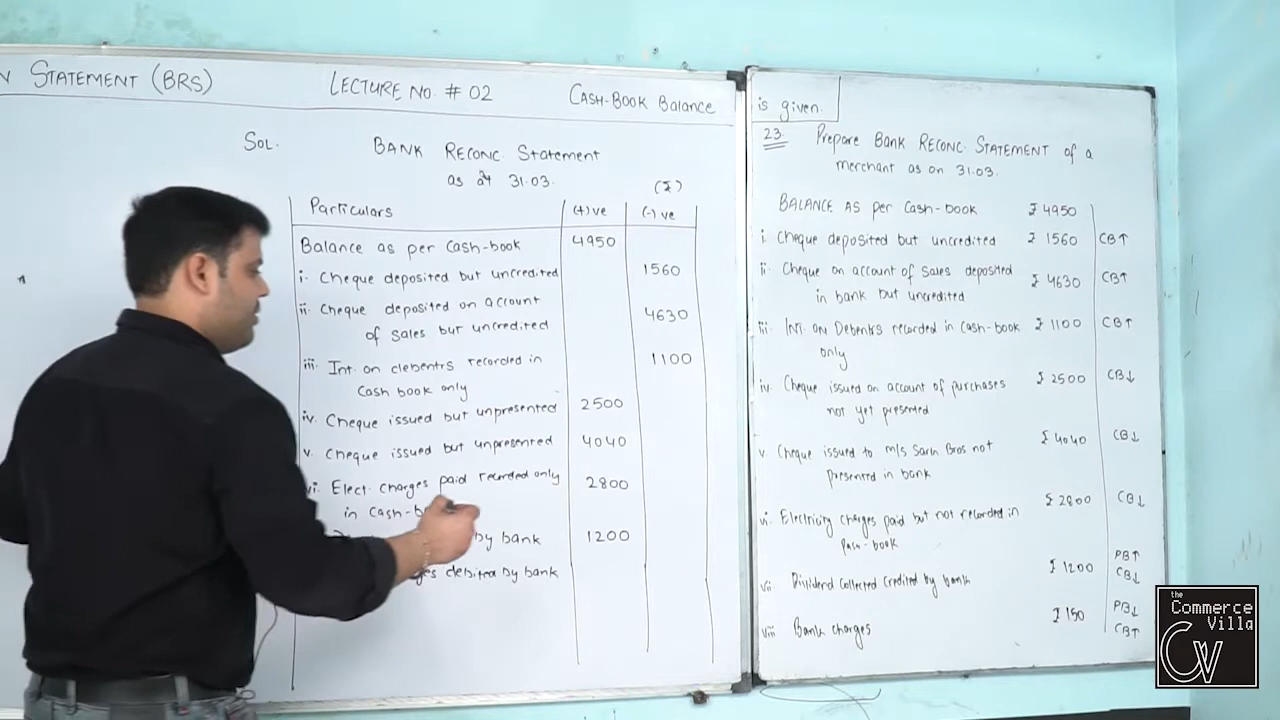 N STATEMENT (BRS) LECTURE NO. # 02 CASH-BOOK BALANCE
SOL. BANK RECONC. Statement
as at 31.03.
(₹)
Particulars (+)ve (-)ve
Balance as per cash-book 4950
i. Cheque deposited but uncredited 1560
ii. Cheque deposited on account
of sales but uncredited 4630
iii. Int. on debentrs recorded in 1100
Cash book only
iv. Cheque issued but unpresented 2500
v. Cheque issued but unpresented 4040
vi. Elect. charges paid recorded only 2800
in Cash-b
by bank 1200
ges debited by bank
is given.
23. Prepare BANK RECONC. STATEMENT of a
merchant as on 31.03.
BALANCE AS per Cash-book ₹ 4950
i. Cheque deposited but uncredited ₹ 1560 CB↑
ii. Cheque on account of sales deposited ₹ 4630 CB↑
in bank but uncredited
iii. Int. on Debentrs recorded in cash-book ₹ 1100 CB↑
only
iv. Cheque issued on account of purchases ₹ 2500 CB↓
not yet presented
v. Cheque issued to M/s Bros not ₹ 4040 CB↓
presented in bank
vi. Electricity charges paid but not recorded in ₹ 2800 CB↓
Pass-book
vii Dividend collected credited by bank ₹ 1200 PB↑
CB↓
viii Bank charges ₹ 150 PB↓
CB↑
the
Commerce
Villa
CV